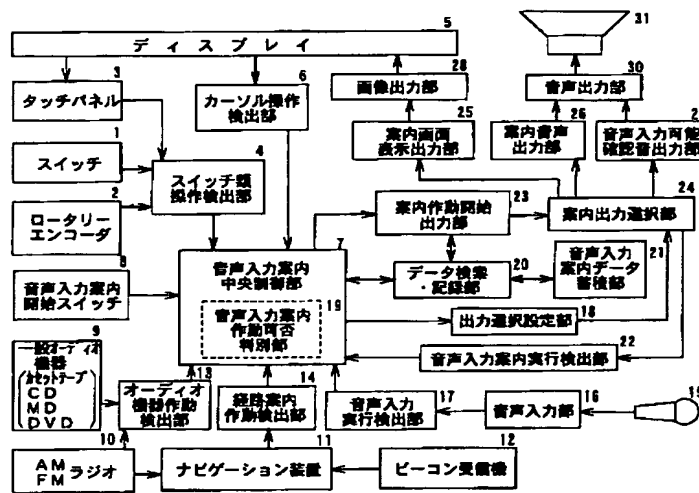 5
ディスプレイ
31
3
タッチパネル
6
カーソル操作
検出部
28
画像出力部
30
音声出力部
1
スイッチ
4
スイッチ類
操作検出部
25
案内画面
表示出力部
26
案内音声
出力部
2
音声入力可能
確認音出力部
2
ロータリー
エンコーダ
23
案内作動開始
出力部
24
案内出力選択部
8
音声入力案内
開始スイッチ
7
音声入力案内
中央制御部
20
データ検索
・記録部
21
音声入力
案内データ
蓄積部
19
音声入力案内
作動可否
判別部
18
出力選択設定部
22
音声入力案内実行検出部
9
一般オーディオ
機器
(カセットテープ
CD
MD
DVD)
13
オーディオ
機器作動
検出部
14
経路案内
作動検出部
17
音声入力
実行検出部
16
音声入力部
15
10
AM
FM ラジオ
11
ナビゲーション装置
12
ビーコン受信機